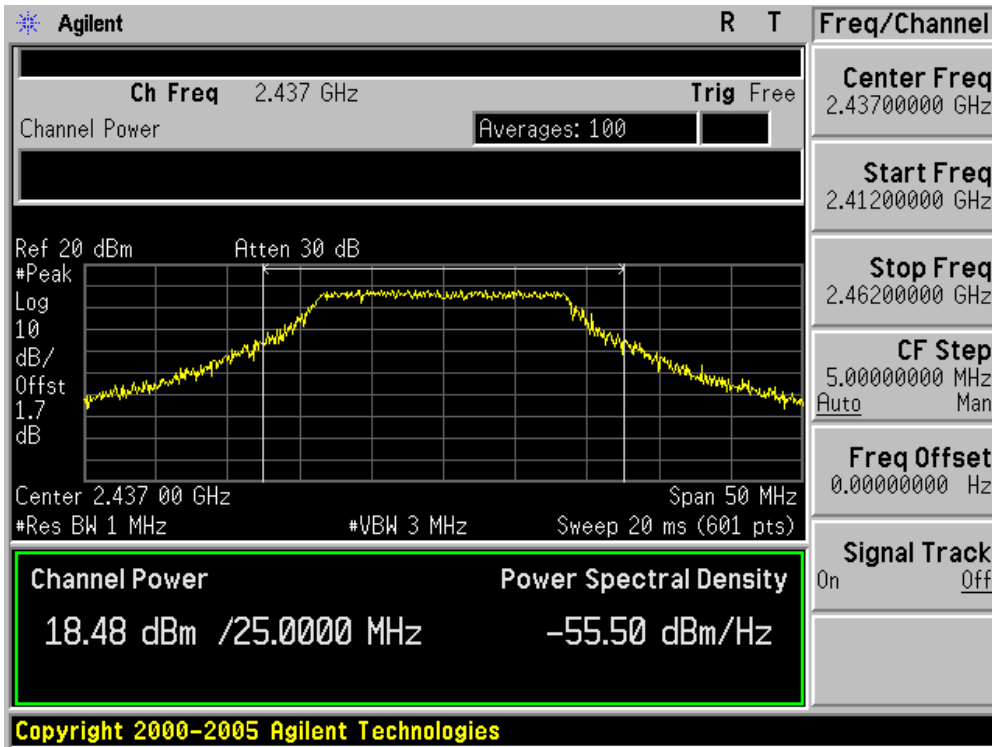 Agilent R T Freq/Channel
Ch Freq 2.437 GHz Trig Free
Channel Power Averages: 100
Center Freq
2.43700000 GHz
Start Freq
2.41200000 GHz
Stop Freq
2.46200000 GHz
CF Step
5.00000000 MHz
Auto Man
Freq Offset
0.00000000 Hz
Signal Track
On Off
Ref 20 dBm Atten 30 dB
#Peak
Log
10
dB/
Offst
1.7
dB
Center 2.437 00 GHz Span 50 MHz
#Res BW 1 MHz #VBW 3 MHz Sweep 20 ms (601 pts)
Channel Power Power Spectral Density
18.48 dBm /25.0000 MHz -55.50 dBm/Hz
Copyright 2000-2005 Agilent Technologies